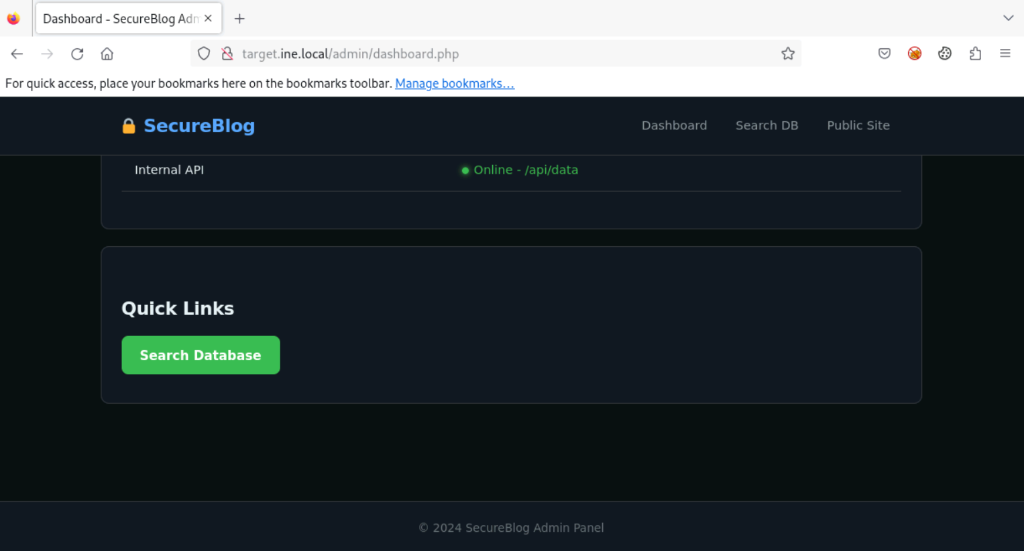 Dashboard - SecureBlog Adm
target.ine.local/admin/dashboard.php
For quick access, place your bookmarks here on the bookmarks toolbar. Manage bookmarks...
SecureBlog
Dashboard Search DB Public Site
Internal API Online - /api/data
Quick Links
Search Database
© 2024 SecureBlog Admin Panel